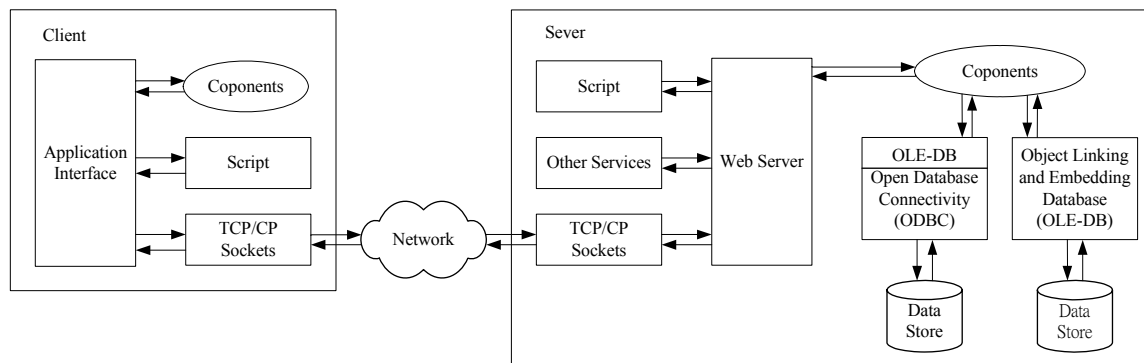 Client
Application
Interface
Coponents
Script
TCP/CP
Sockets
Network
Sever
Script
Other Services
TCP/CP
Sockets
Web Server
Coponents
OLE-DB
Open Database
Connectivity
(ODBC)
Object Linking
and Embedding
Database
(OLE-DB)
Data
Store
Data
Store